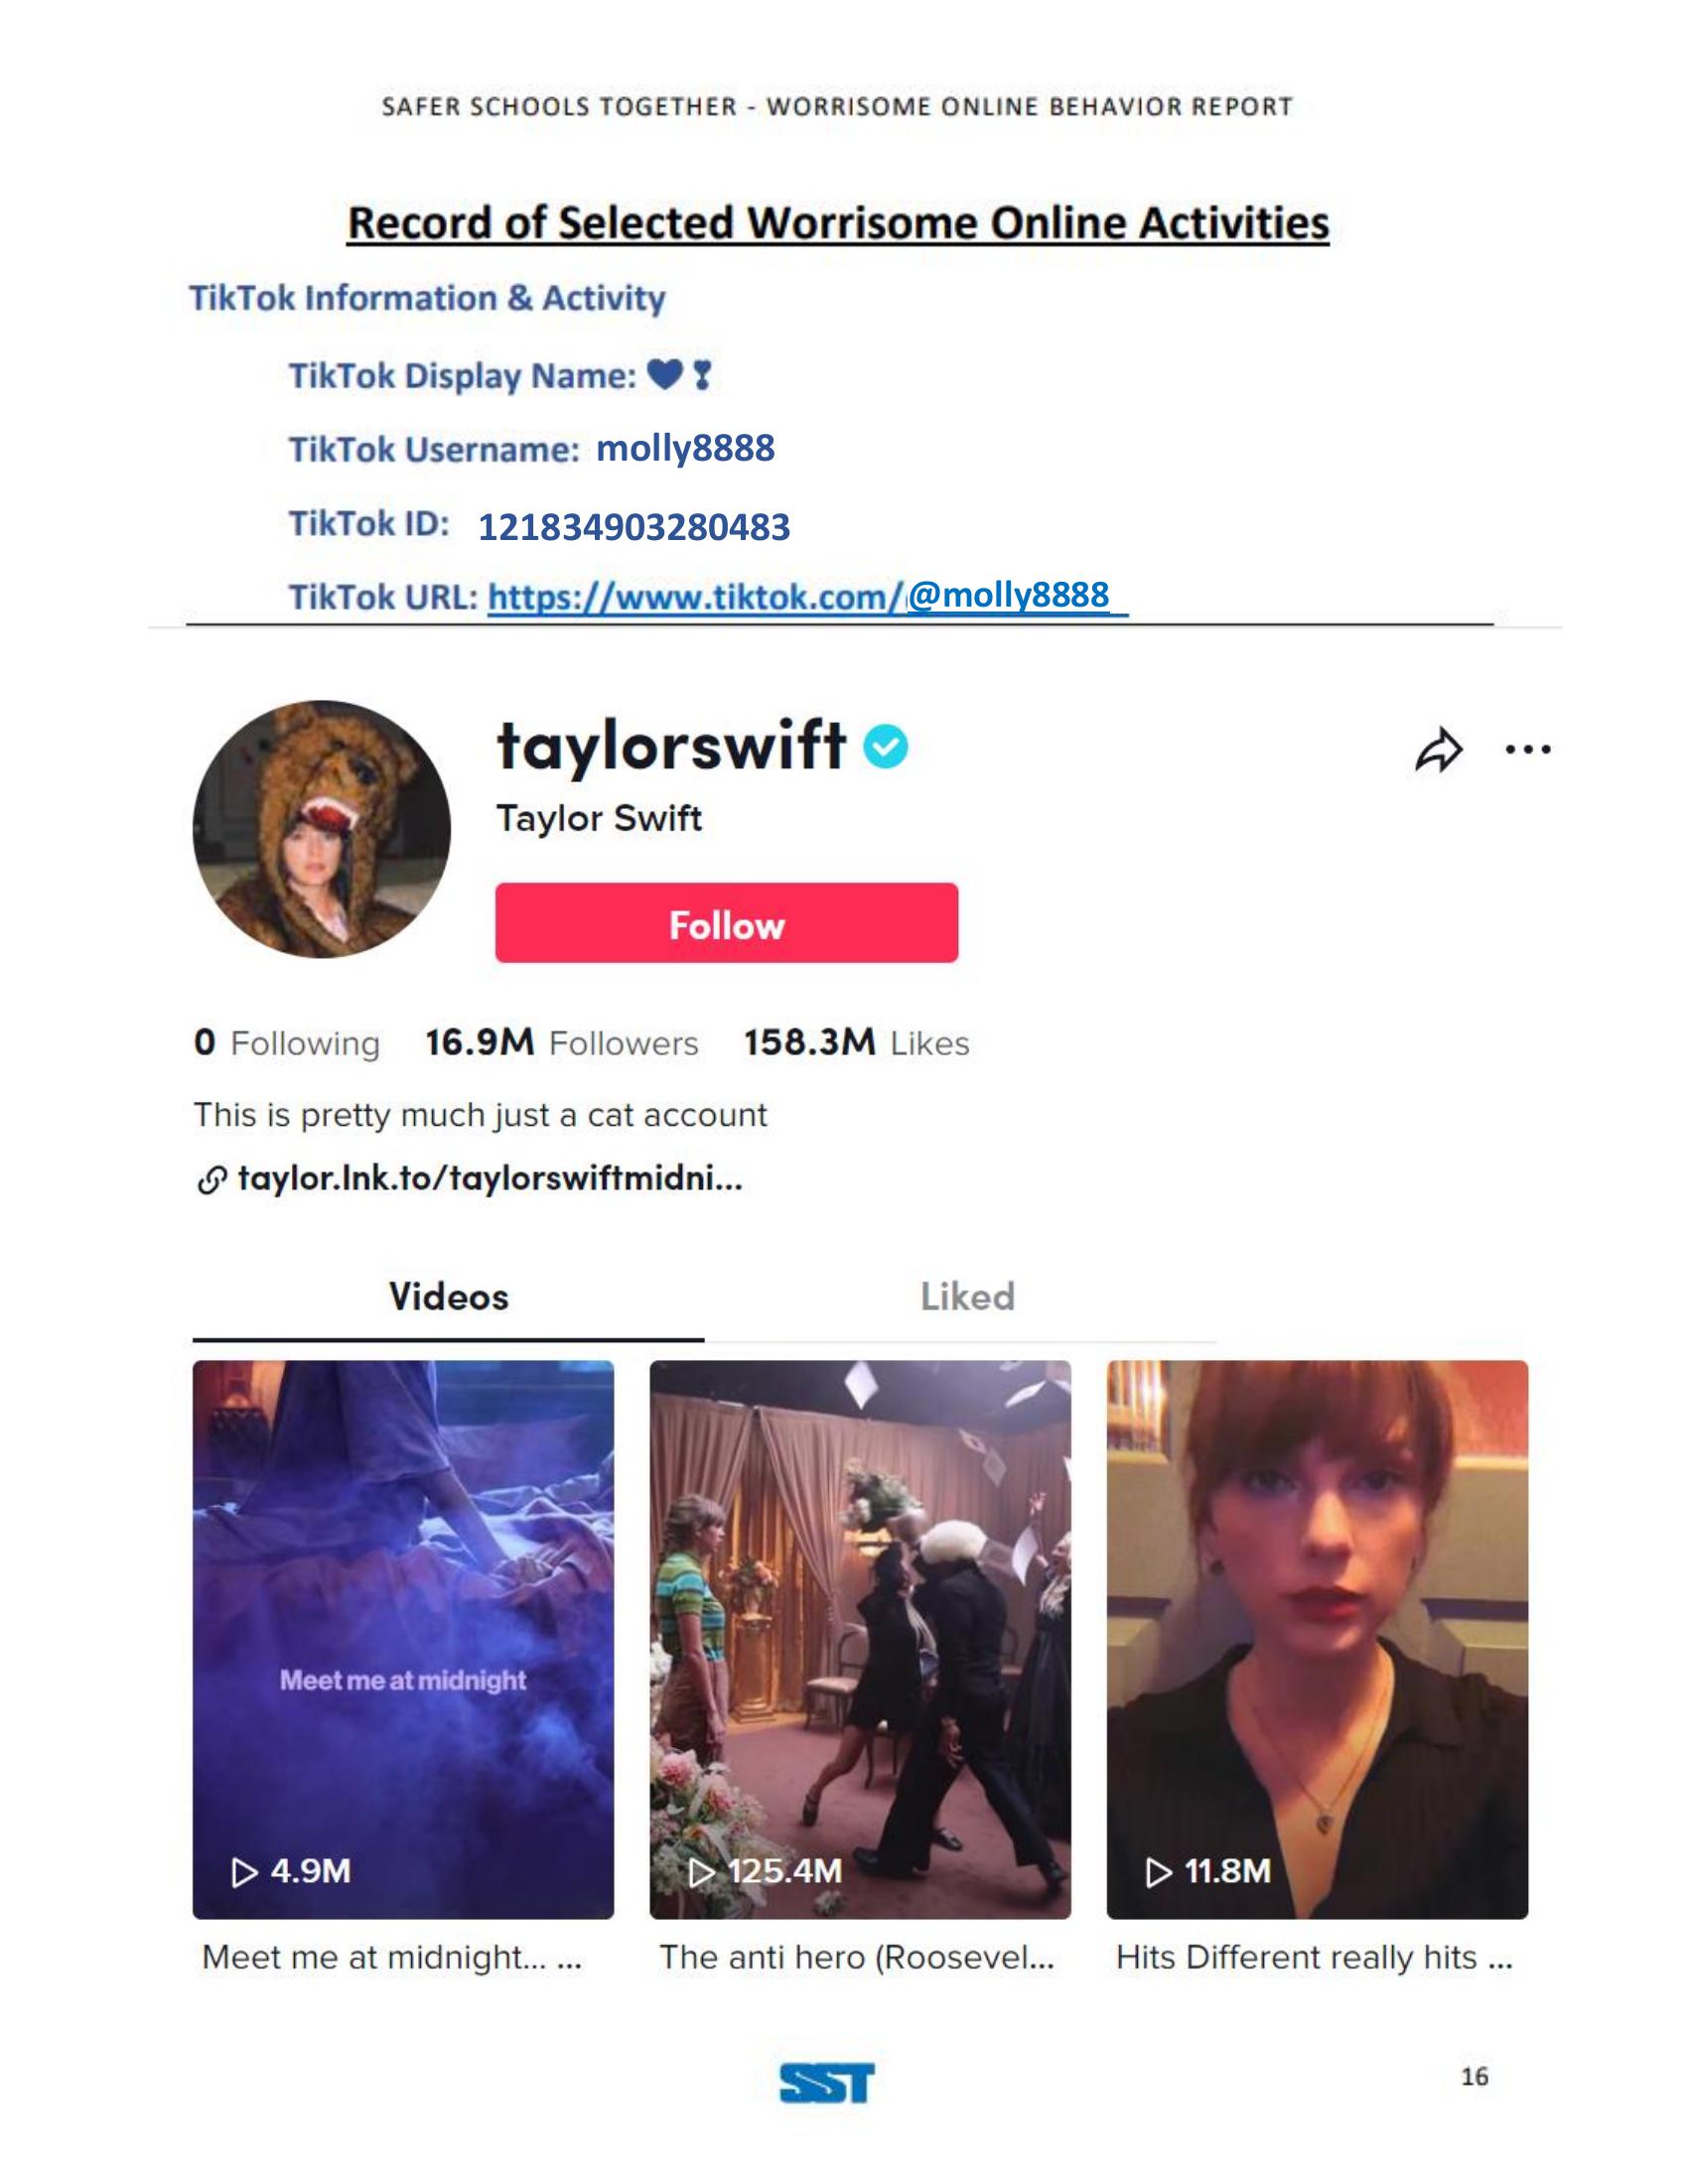 SAFER SCHOOLS TOGETHER - WORRISOME ONLINE BEHAVIOR REPORT
Record of Selected Worrisome Online Activities
TikTok Information & Activity
TikTok Display Name: 💙❣
TikTok Username: molly8888
TikTok ID: 121834903280483
TikTok URL: https://www.tiktok.com/@molly8888
taylorswift
Taylor Swift
Follow
0 Following 16.9M Followers 158.3M Likes
This is pretty much just a cat account
taylor.lnk.to/taylorswiftmidni...
Videos Liked
Meet me at midnight
4.9M 125.4M 11.8M
Meet me at midnight... ... The anti hero (Roosevel... Hits Different really hits ...
SST
16